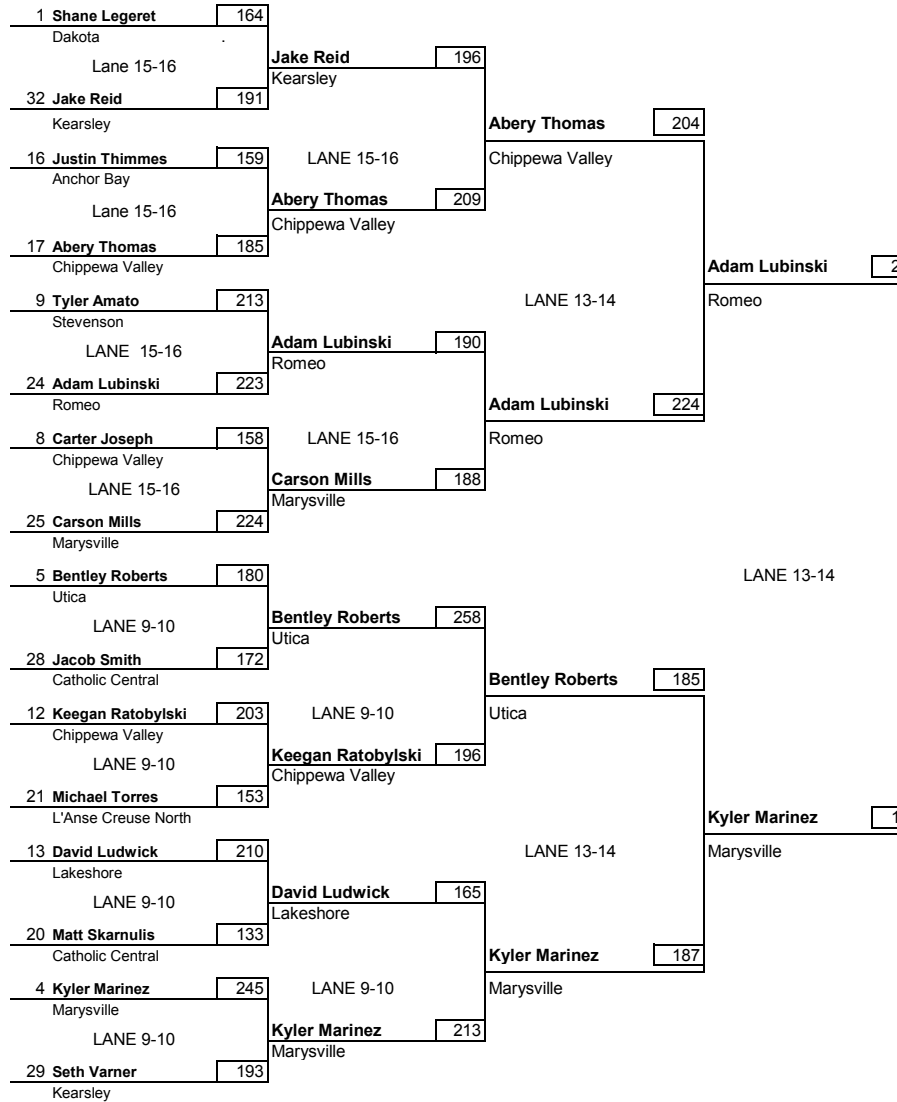 1 Shane Legeret 164
Dakota .
Lane 15-16
Jake Reid 196
Kearsley
32 Jake Reid 191
Kearsley
Abery Thomas 204
Chippewa Valley
16 Justin Thimmes 159
LANE 15-16
Anchor Bay
Lane 15-16
Abery Thomas 209
Chippewa Valley
17 Abery Thomas 185
Chippewa Valley
Adam Lubinski 2
Romeo
9 Tyler Amato 213
LANE 13-14
Stevenson
LANE 15-16
Adam Lubinski 190
Romeo
24 Adam Lubinski 223
Romeo
Adam Lubinski 224
Romeo
8 Carter Joseph 158
LANE 15-16
Chippewa Valley
LANE 15-16
Carson Mills 188
Marysville
25 Carson Mills 224
Marysville
5 Bentley Roberts 180
LANE 13-14
Utica
LANE 9-10
Bentley Roberts 258
Utica
28 Jacob Smith 172
Catholic Central
Bentley Roberts 185
Utica
12 Keegan Ratobylski 203
LANE 9-10
Chippewa Valley
LANE 9-10
Keegan Ratobylski 196
Chippewa Valley
21 Michael Torres 153
L'Anse Creuse North
Kyler Marinez 1
Marysville
13 David Ludwick 210
LANE 13-14
Lakeshore
LANE 9-10
David Ludwick 165
Lakeshore
20 Matt Skarnulis 133
Catholic Central
Kyler Marinez 187
Marysville
4 Kyler Marinez 245
LANE 9-10
Marysville
LANE 9-10
Kyler Marinez 213
Marysville
29 Seth Varner 193
Kearsley